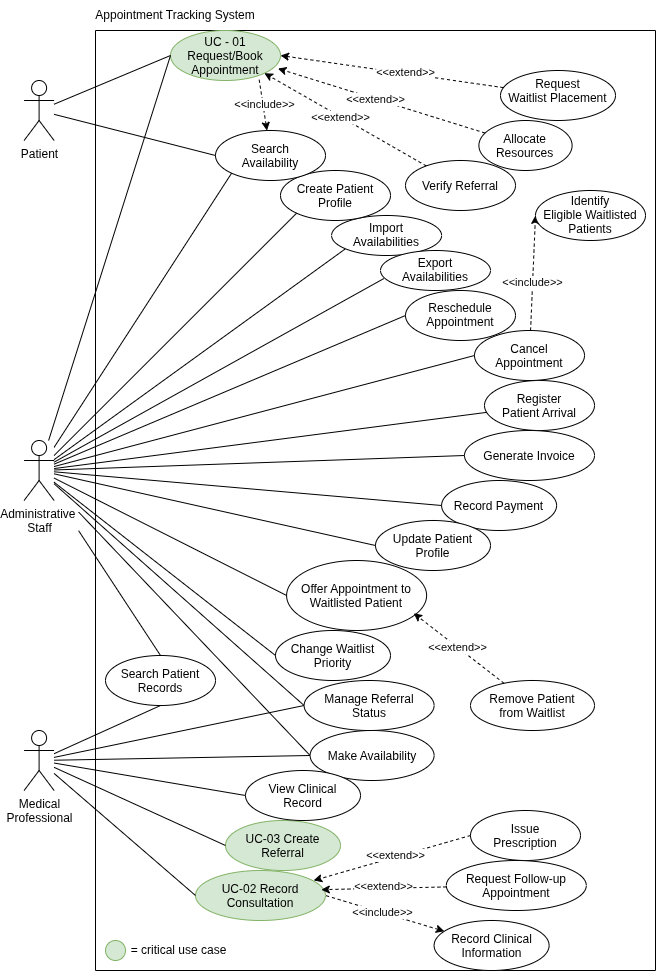 Appointment Tracking System
UC - 01
Request/Book
Appointment
<<extend>>
Request
Waitlist Placement
<<include>>
<<extend>>
<<extend>>
Allocate
Resources
Patient
Search
Availability
Verify Referral
Create Patient
Profile
Identify
Eligible Waitlisted
Patients
Import
Availabilities
Export
Availabilities
<<include>>
Reschedule
Appointment
Cancel
Appointment
Register
Patient Arrival
Generate Invoice
Administrative
Staff
Record Payment
Update Patient
Profile
Offer Appointment to
Waitlisted Patient
<<extend>>
Change Waitlist
Priority
Search Patient
Records
Manage Referral
Status
Remove Patient
from Waitlist
Make Availability
Medical
Professional
View Clinical
Record
UC-03 Create
Referral
<<extend>>
Issue
Prescription
UC-02 Record
Consultation
<<extend>>
Request Follow-up
Appointment
<<include>>
Record Clinical
Information
= critical use case